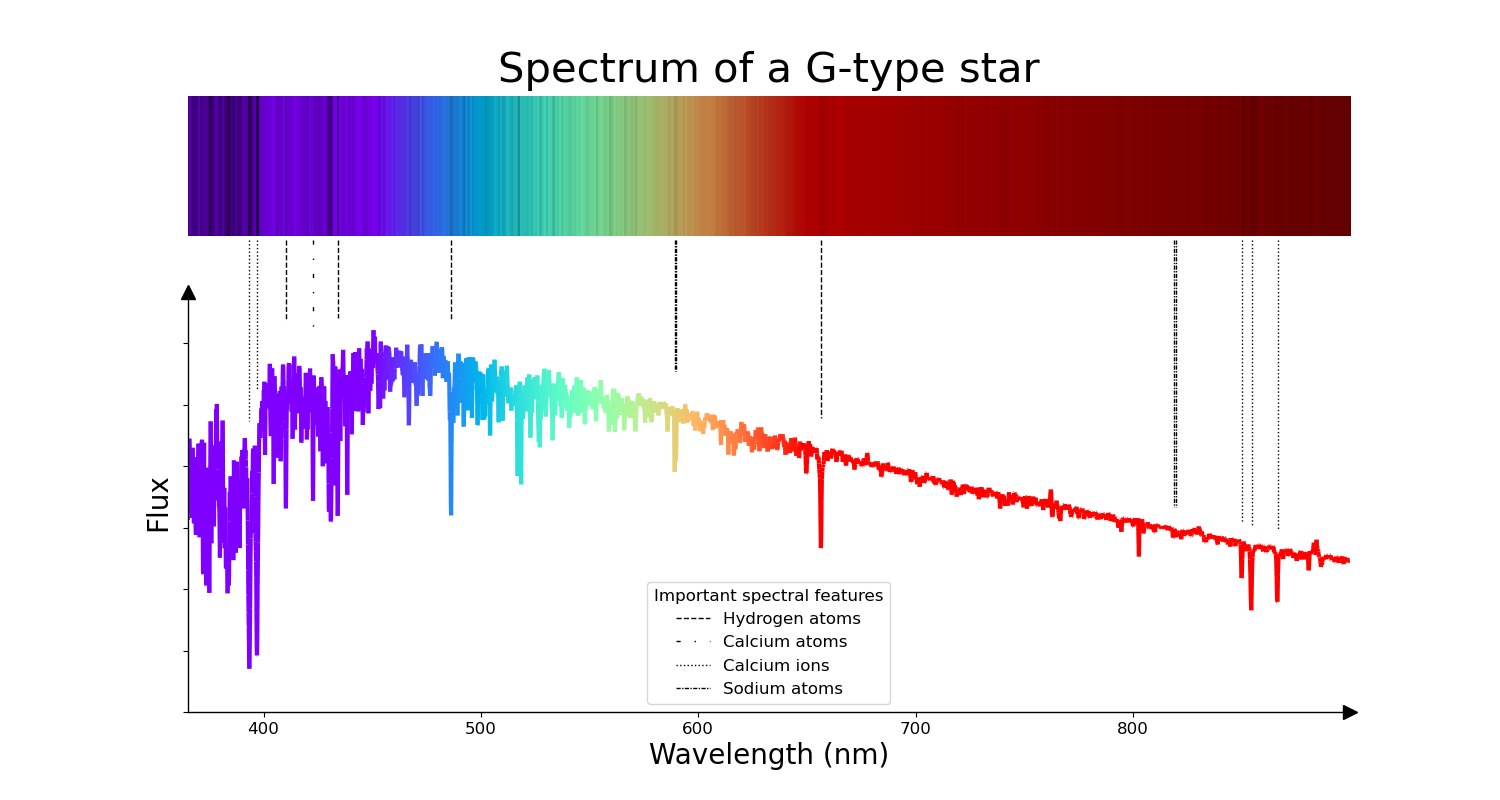 Spectrum of a G-type star
Flux
Important spectral features
Hydrogen atoms
Calcium atoms
Calcium ions
Sodium atoms
400 500 600 700 800
Wavelength (nm)